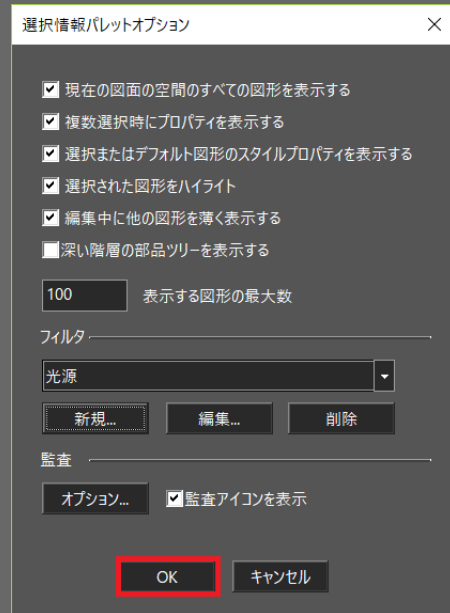 選択情報パレットオプション
現在の図面の空間のすべての図形を表示する
複数選択時にプロパティを表示する
選択またはデフォルト図形のスタイルプロパティを表示する
選択された図形をハイライト
編集中に他の図形を薄く表示する
深い階層の部品ツリーを表示する
100 表示する図形の最大数
フィルタ
光源
新規... 編集... 削除
監査
オプション... 監査アイコンを表示
OK キャンセル